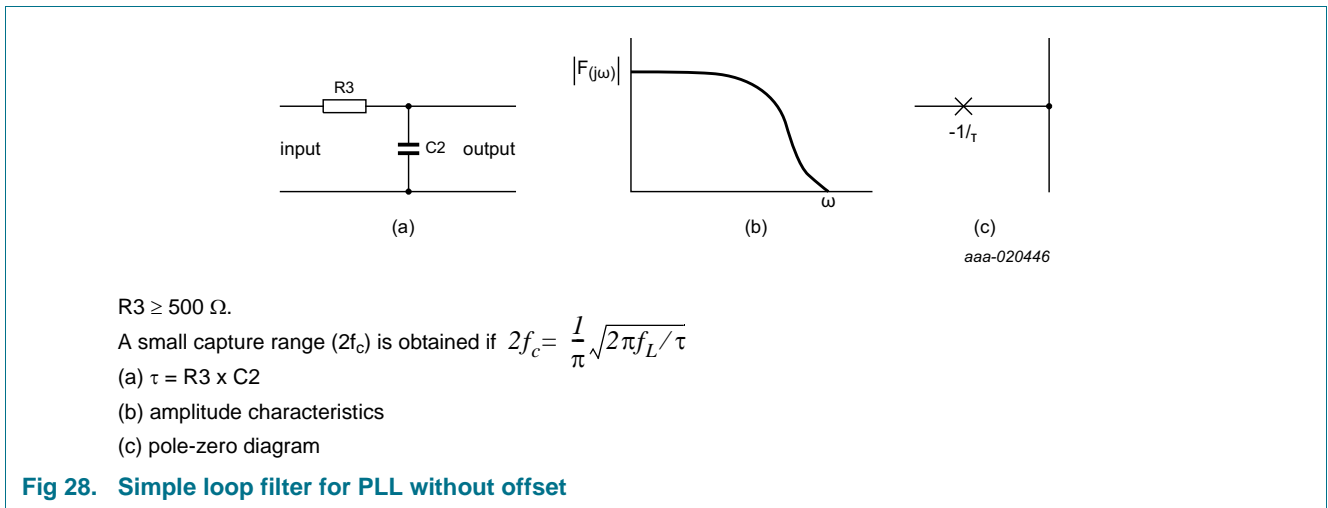 R3
input
C2
output
(a)
|F(jω)|
ω
(b)
-1/τ
(c)
aaa-020446
R3 ≥ 500 Ω.
A small capture range (2fc) is obtained if 2fc= 1/π √2πfL/τ
(a) τ = R3 x C2
(b) amplitude characteristics
(c) pole-zero diagram
Fig 28. Simple loop filter for PLL without offset